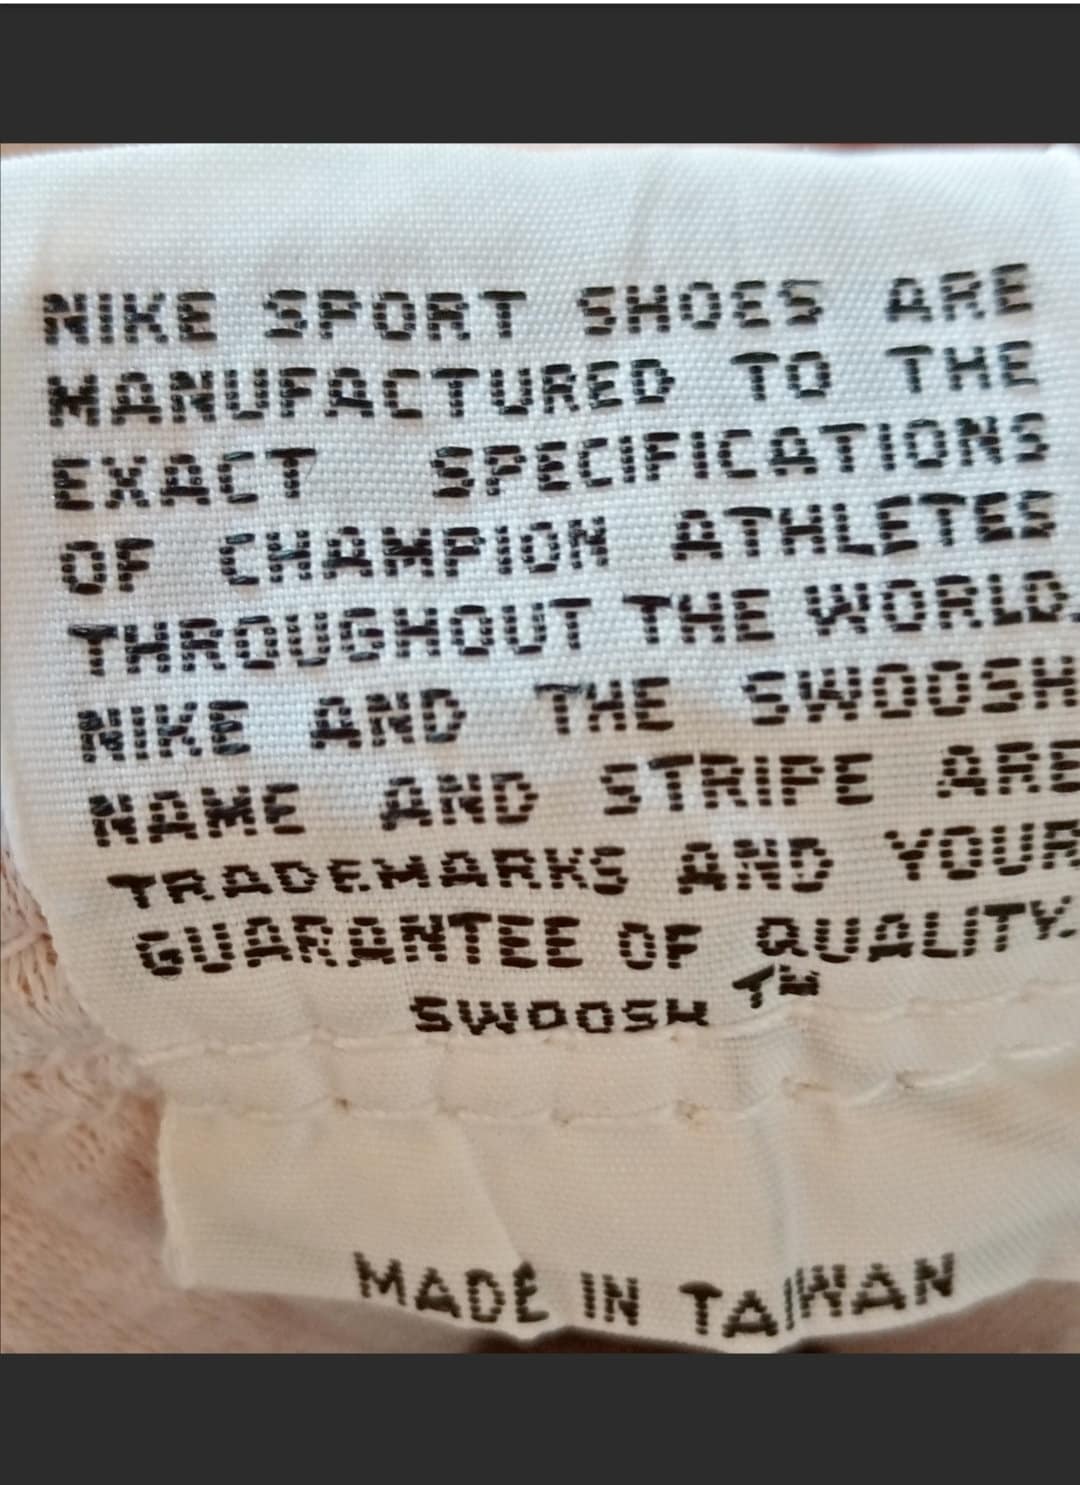 NIKE SPORT SHOES ARE
MANUFACTURED TO THE
EXACT SPECIFICATIONS
OF CHAMPION ATHLETES
THROUGHOUT THE WORLD.
NIKE AND THE SWOOSH
NAME AND STRIPE ARE
TRADEMARKS AND YOUR
GUARANTEE OF QUALITY.
SWOOSH TM
MADE IN TAIWAN